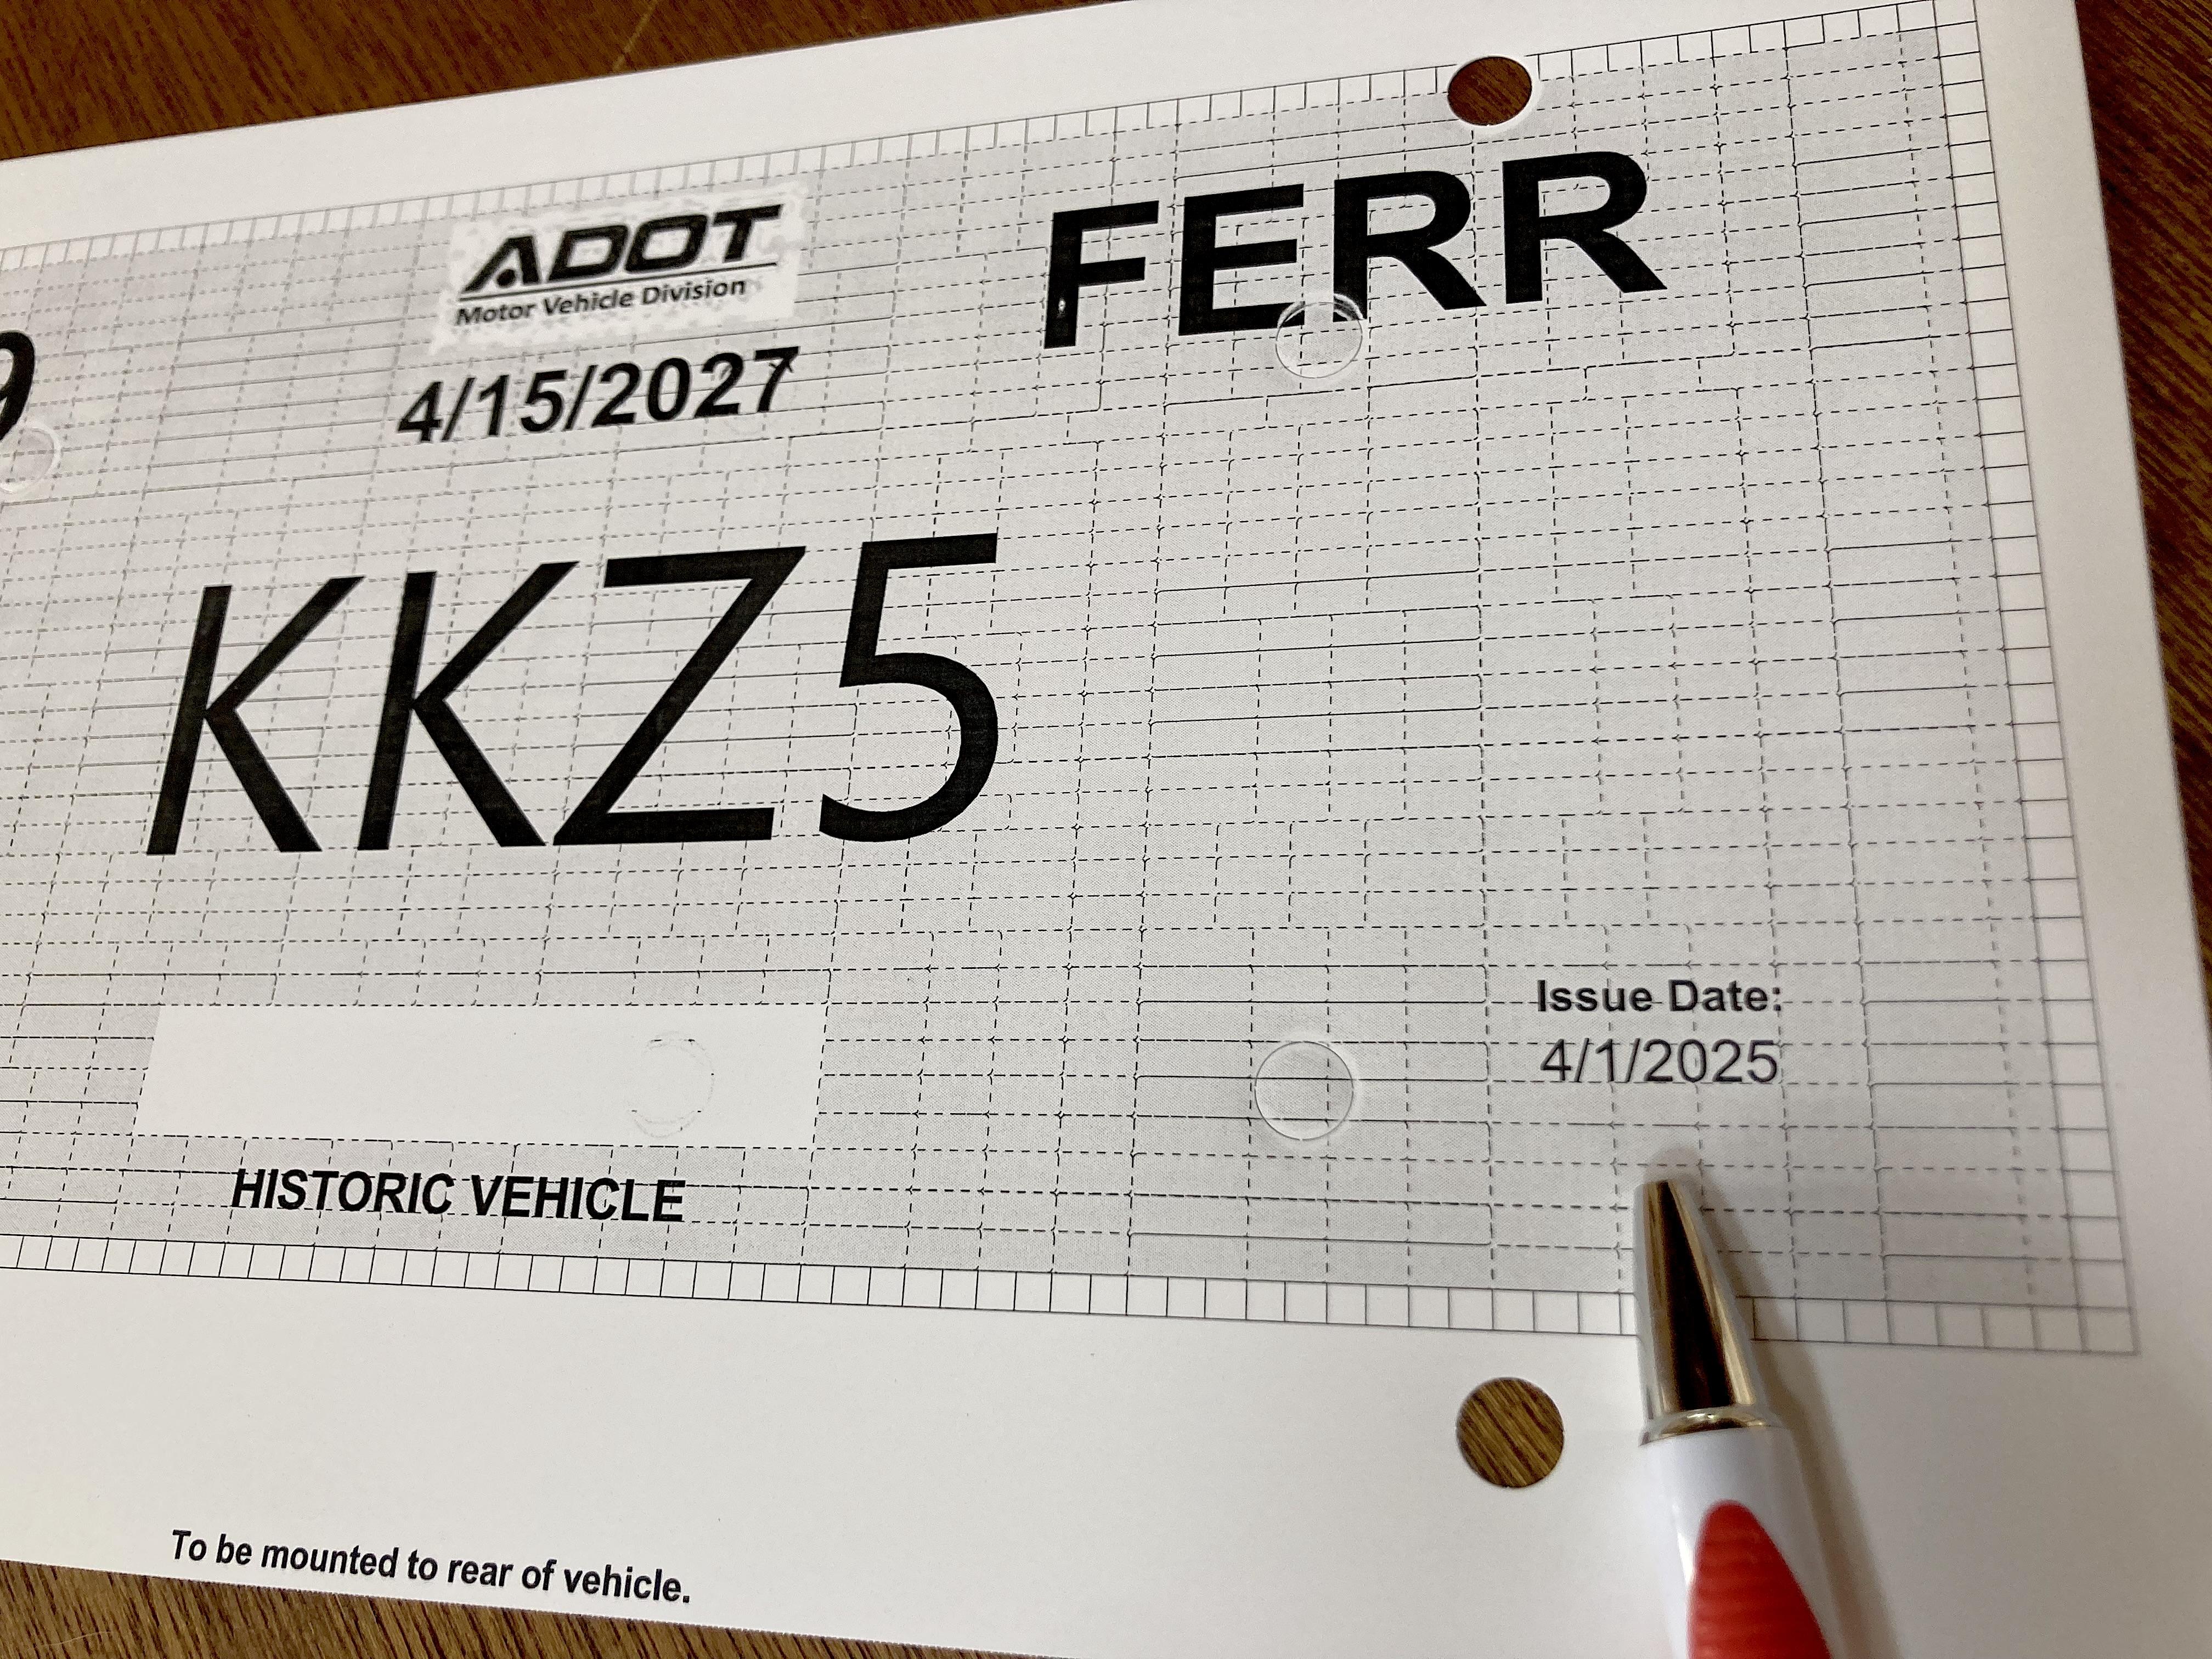 9
ADOT
Motor Vehicle Division
FERR
4/15/2027
KKZ5
Issue Date:
4/1/2025
HISTORIC VEHICLE
To be mounted to rear of vehicle.